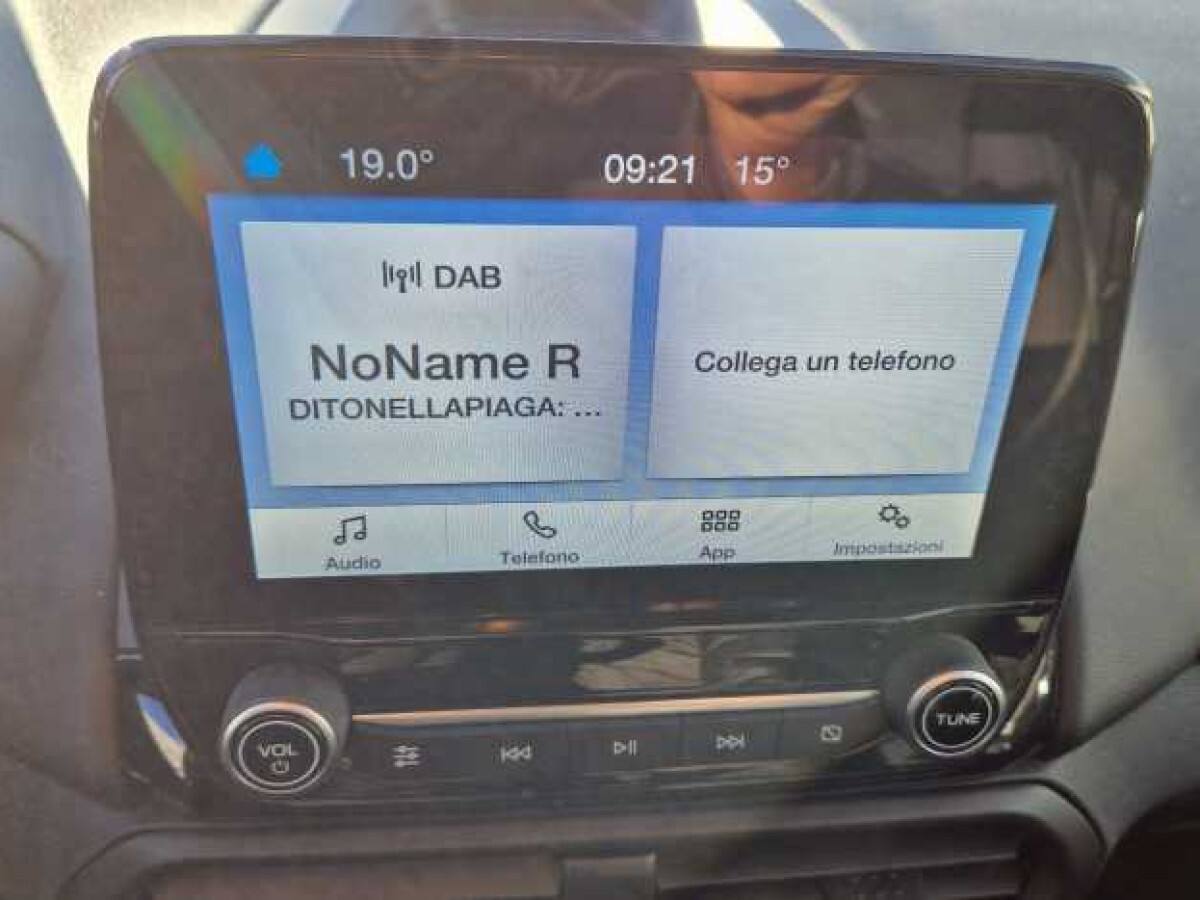 19.0° 09:21 15°
DAB
NoName R
DITONELLAPIAGA: ...
Collega un telefono
Audio Telefono App Impostazioni
VOL TUNE